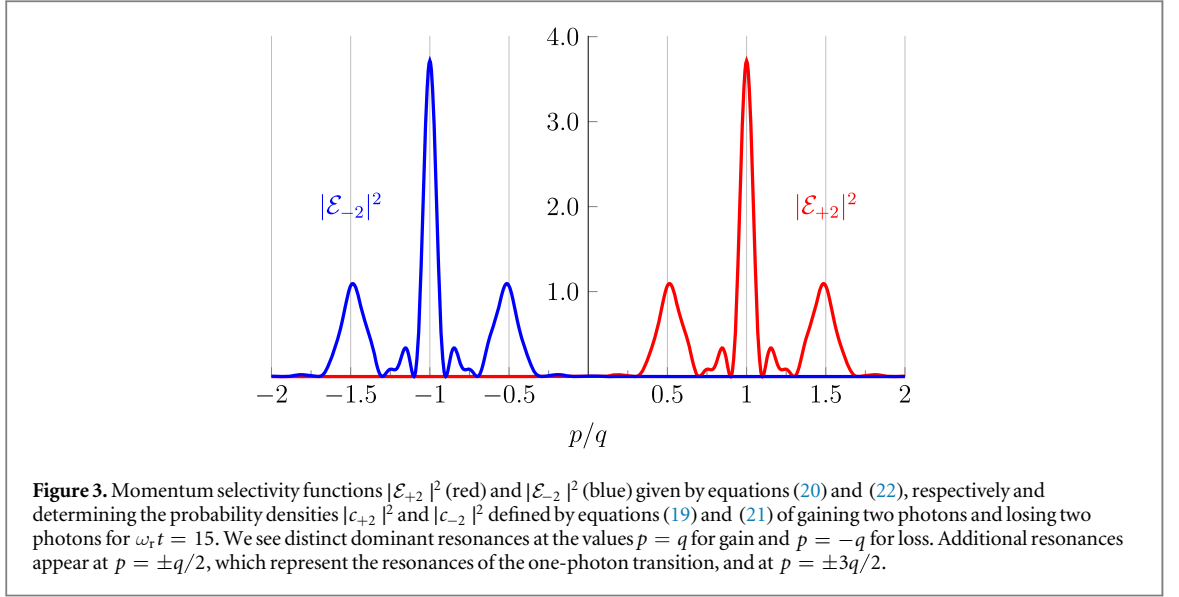 4.0
3.0
|ℰ₋₂|²
2.0
|ℰ₊₂|²
1.0
−2 −1.5 −1 −0.5 0.5 1 1.5 2
p/q
Figure 3. Momentum selectivity functions |ℰ₊₂ |² (red) and |ℰ₋₂ |² (blue) given by equations (20) and (22), respectively and
determining the probability densities |c₊₂ |² and |c₋₂ |² defined by equations (19) and (21) of gaining two photons and losing two
photons for ωᵣt = 15. We see distinct dominant resonances at the values p = q for gain and p = −q for loss. Additional resonances
appear at p = ±q/2, which represent the resonances of the one-photon transition, and at p = ±3q/2.